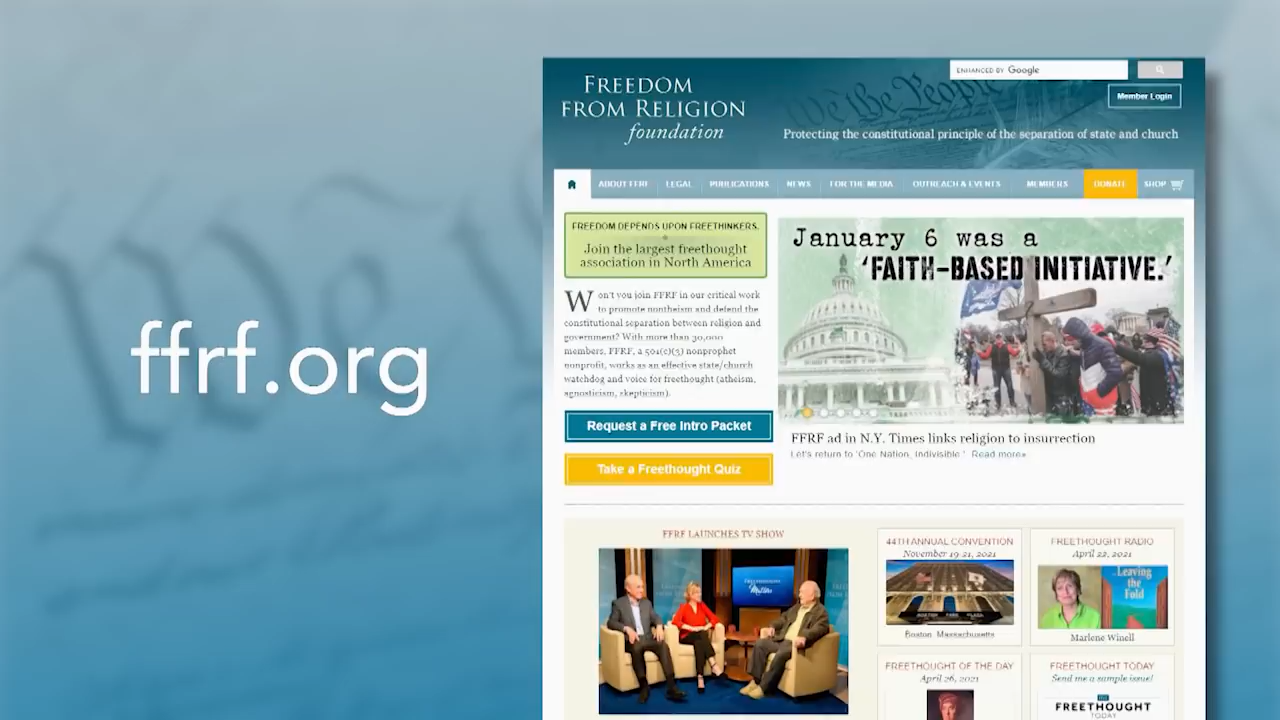 ffrf.org
FREEDOM
FROM RELIGION
foundation
ENHANCED BY Google
Member Login
We the People
Protecting the constitutional principle of the separation of state and church
ABOUT FFRF
LEGAL
PUBLICATIONS
NEWS
FOR THE MEDIA
OUTREACH & EVENTS
MEMBERS
DONATE
SHOP
FREEDOM DEPENDS UPON FREETHINKERS.
Join the largest freethought
association in North America
Won't you join FFRF in our critical work
to promote nontheism and defend the
constitutional separation between religion and
government? With more than 30,000
members, FFRF, a 501(c)(3) nonprophet
nonprofit, works as an effective state/church
watchdog and voice for freethought (atheism,
agnosticism, skepticism).
Request a Free Intro Packet
Take a Freethought Quiz
January 6 was a
'FAITH-BASED INITIATIVE.'
FFRF ad in N.Y. Times links religion to insurrection
Let's return to 'One Nation, Indivisible.' Read more»
FFRF LAUNCHES TV SHOW
FREETHOUGHT
Matters
44TH ANNUAL CONVENTION
November 19-21, 2021
BOSTON PARK PLAZA
Boston, Massachusetts
FREETHOUGHT RADIO
April 22, 2021
Leaving
the
Fold
Marlene Winell
FREETHOUGHT OF THE DAY
April 26, 2021
FREETHOUGHT TODAY
Send me a sample issue!
FREETHOUGHT
TODAY